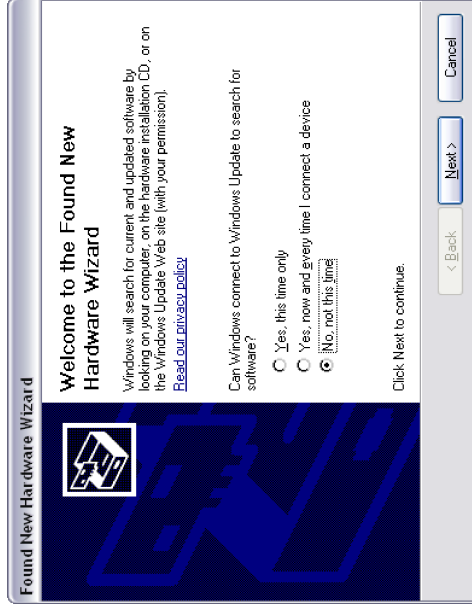 Found New Hardware Wizard
Welcome to the Found New
Hardware Wizard
Windows will search for current and updated software by
looking on your computer, on the hardware installation CD, or on
the Windows Update Web site (with your permission).
Read our privacy policy
Can Windows connect to Windows Update to search for
software?
Yes, this time only
Yes, now and every time I connect a device
No, not this time
Click Next to continue.
< Back
Next >
Cancel